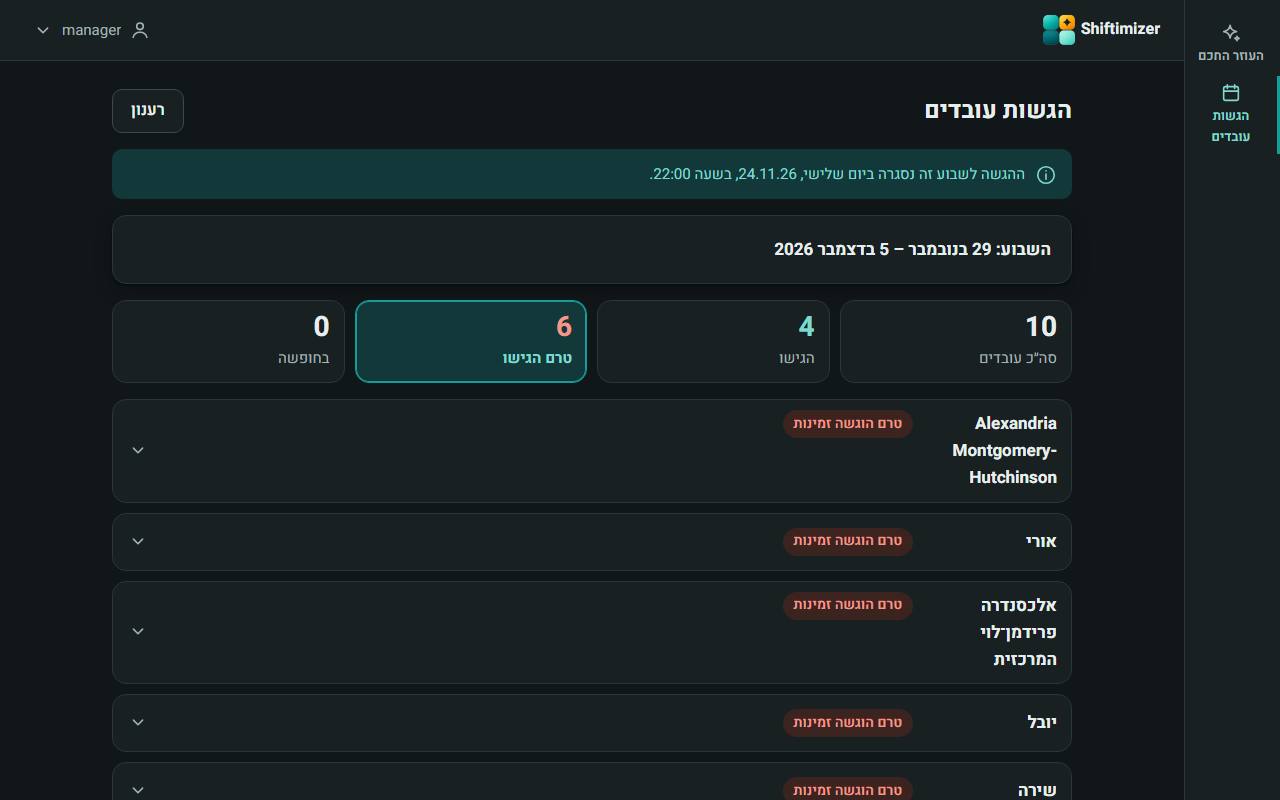 Shiftimizer
manager
העוזר החכם
הגשות
עובדים
הגשות עובדים
רענון
ההגשה לשבוע זה נסגרה ביום שלישי, 24.11.26, בשעה 22:00.
השבוע: 29 בנובמבר – 5 בדצמבר 2026
10
סה״כ עובדים
4
הגישו
6
טרם הגישו
0
בחופשה
Alexandria
Montgomery-
Hutchinson
טרם הוגשה זמינות
אורי
טרם הוגשה זמינות
אלכסנדרה
פרידמן־לוי
המרכזית
טרם הוגשה זמינות
יובל
טרם הוגשה זמינות
שירה
טרם הוגשה זמינות